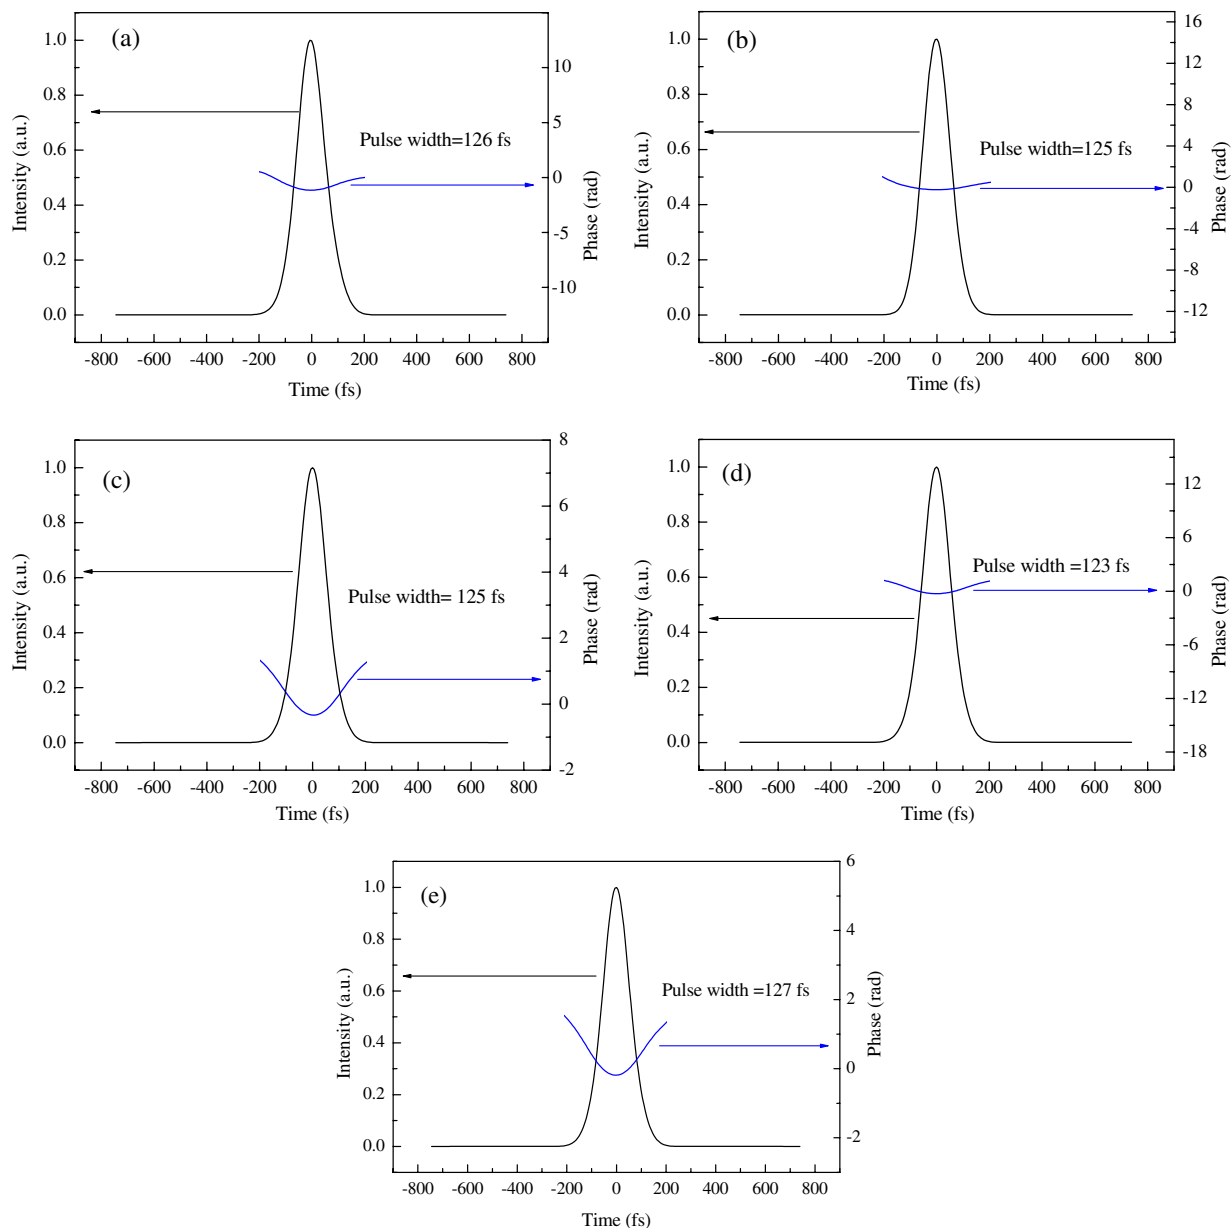 (a)
Pulse width=126 fs
Intensity (a.u.)
1.0
0.8
0.6
0.4
0.2
0.0
10
5
0
-5
-10
Phase (rad)
-800 -600 -400 -200 0 200 400 600 800
Time (fs)
(b)
Pulse width=125 fs
Intensity (a.u.)
1.0
0.8
0.6
0.4
0.2
0.0
16
12
8
4
0
-4
-8
-12
Phase (rad)
-800 -600 -400 -200 0 200 400 600 800
Time (fs)
(c)
Pulse width= 125 fs
Intensity (a.u.)
1.0
0.8
0.6
0.4
0.2
0.0
8
6
4
2
0
-2
Phase (rad)
-800 -600 -400 -200 0 200 400 600 800
Time (fs)
(d)
Pulse width =123 fs
Intensity (a.u.)
1.0
0.8
0.6
0.4
0.2
0.0
12
6
0
-6
-12
-18
Phase (rad)
-800 -600 -400 -200 0 200 400 600 800
Time (fs)
(e)
Pulse width =127 fs
Intensity (a.u.)
1.0
0.8
0.6
0.4
0.2
0.0
6
4
2
0
-2
Phase (rad)
-800 -600 -400 -200 0 200 400 600 800
Time (fs)